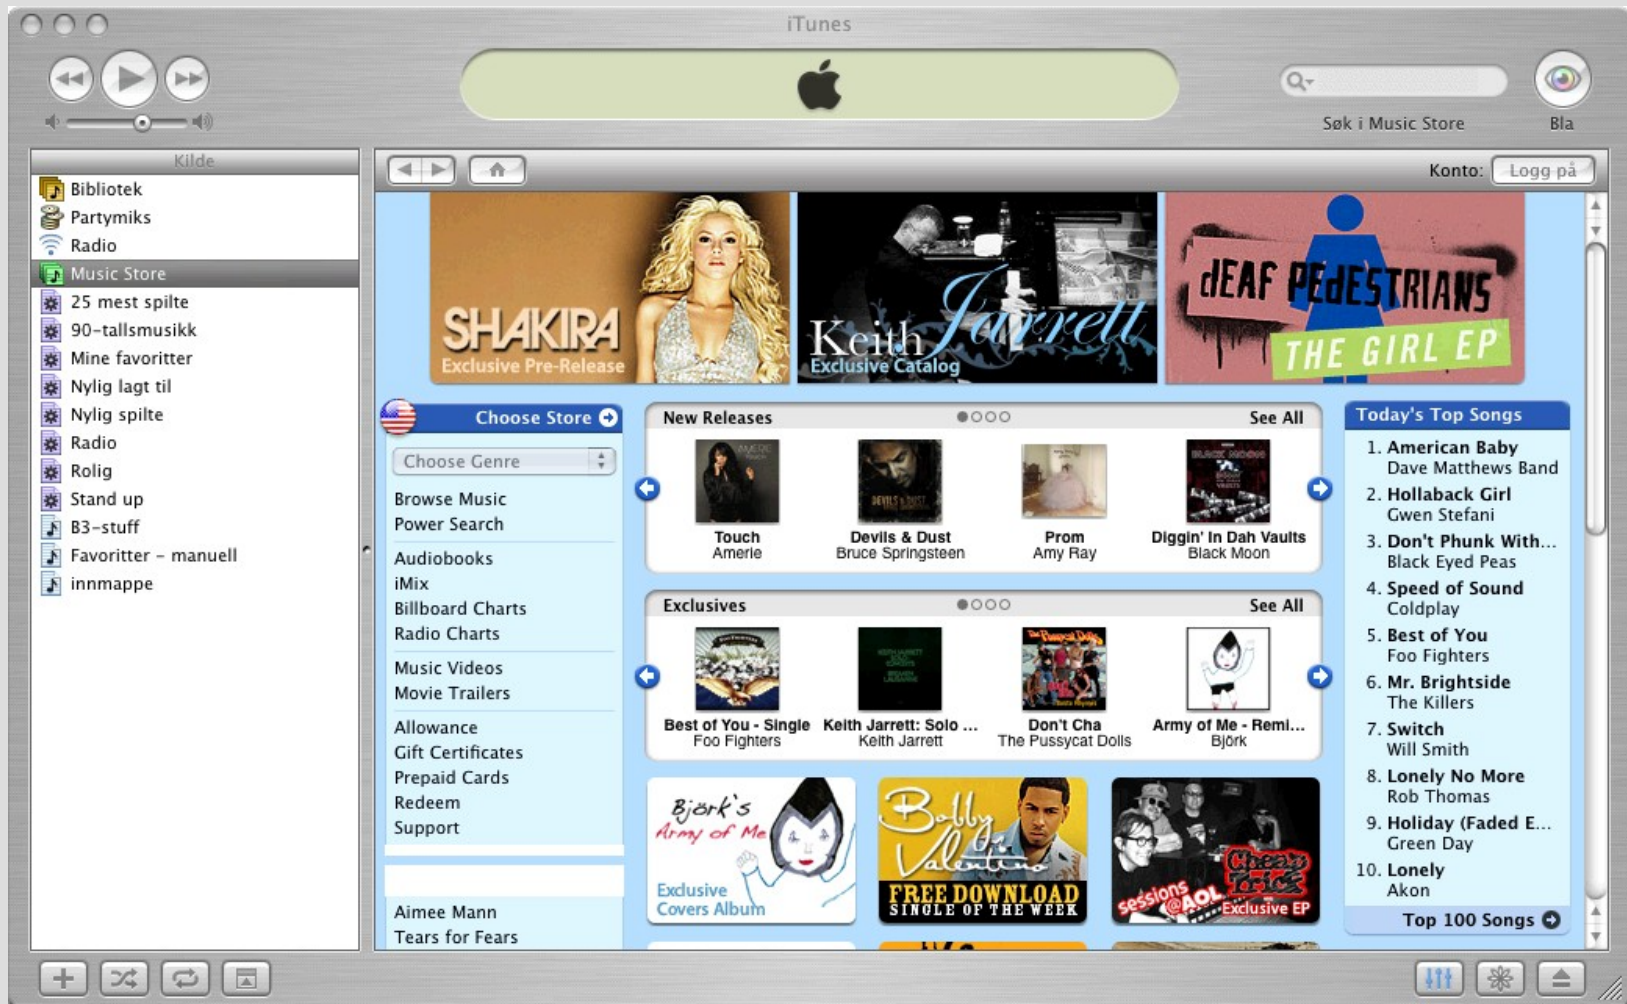 iTunes
Søk i Music Store
Bla
Kilde
Bibliotek
Partymiks
Radio
Music Store
25 mest spilte
90-tallsmusikk
Mine favoritter
Nylig lagt til
Nylig spilte
Radio
Rolig
Stand up
B3-stuff
Favoritter - manuell
innmappe
Konto: Logg på
SHAKIRA
Exclusive Pre-Release
Keith Jarrett
Exclusive Catalog
dEAF PEdESTRIANS
THE GIRL EP
Choose Store
Choose Genre
Browse Music
Power Search
Audiobooks
iMix
Billboard Charts
Radio Charts
Music Videos
Movie Trailers
Allowance
Gift Certificates
Prepaid Cards
Redeem
Support
Aimee Mann
Tears for Fears
New Releases
See All
DEVILS & DUST
BLACK MOON
Touch
Amerie
Devils & Dust
Bruce Springsteen
Prom
Amy Ray
Diggin' In Dah Vaults
Black Moon
Exclusives
See All
Best of You - Single
Foo Fighters
Keith Jarrett: Solo ...
Keith Jarrett
Don't Cha
The Pussycat Dolls
Army of Me - Remi...
Björk
Björk's
Army of Me
Exclusive
Covers Album
Bobby
Valentino
FREE DOWNLOAD
SINGLE OF THE WEEK
Cheap
Trick
sessions
@AOL
Exclusive EP
Today's Top Songs
1. American Baby
Dave Matthews Band
2. Hollaback Girl
Gwen Stefani
3. Don't Phunk With...
Black Eyed Peas
4. Speed of Sound
Coldplay
5. Best of You
Foo Fighters
6. Mr. Brightside
The Killers
7. Switch
Will Smith
8. Lonely No More
Rob Thomas
9. Holiday (Faded E...
Green Day
10. Lonely
Akon
Top 100 Songs